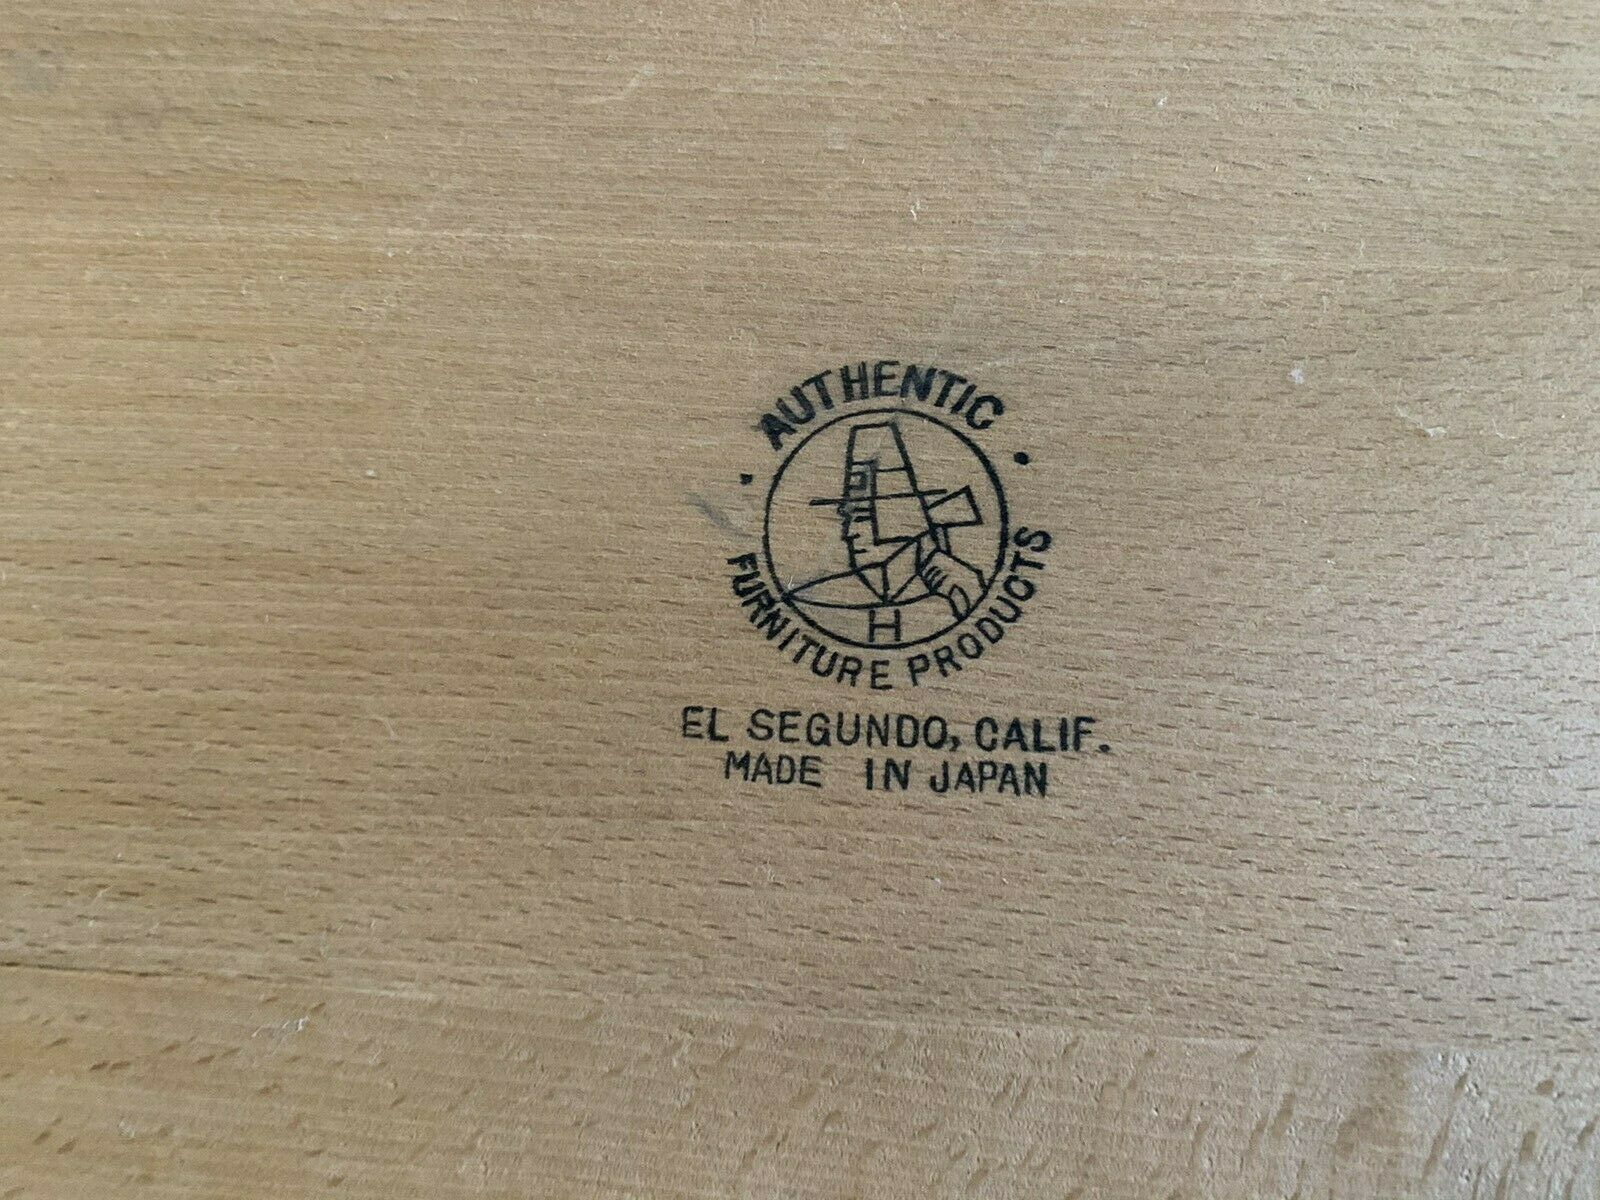 AUTHENTIC
H
FURNITURE PRODUCTS
EL SEGUNDO, CALIF.
MADE IN JAPAN